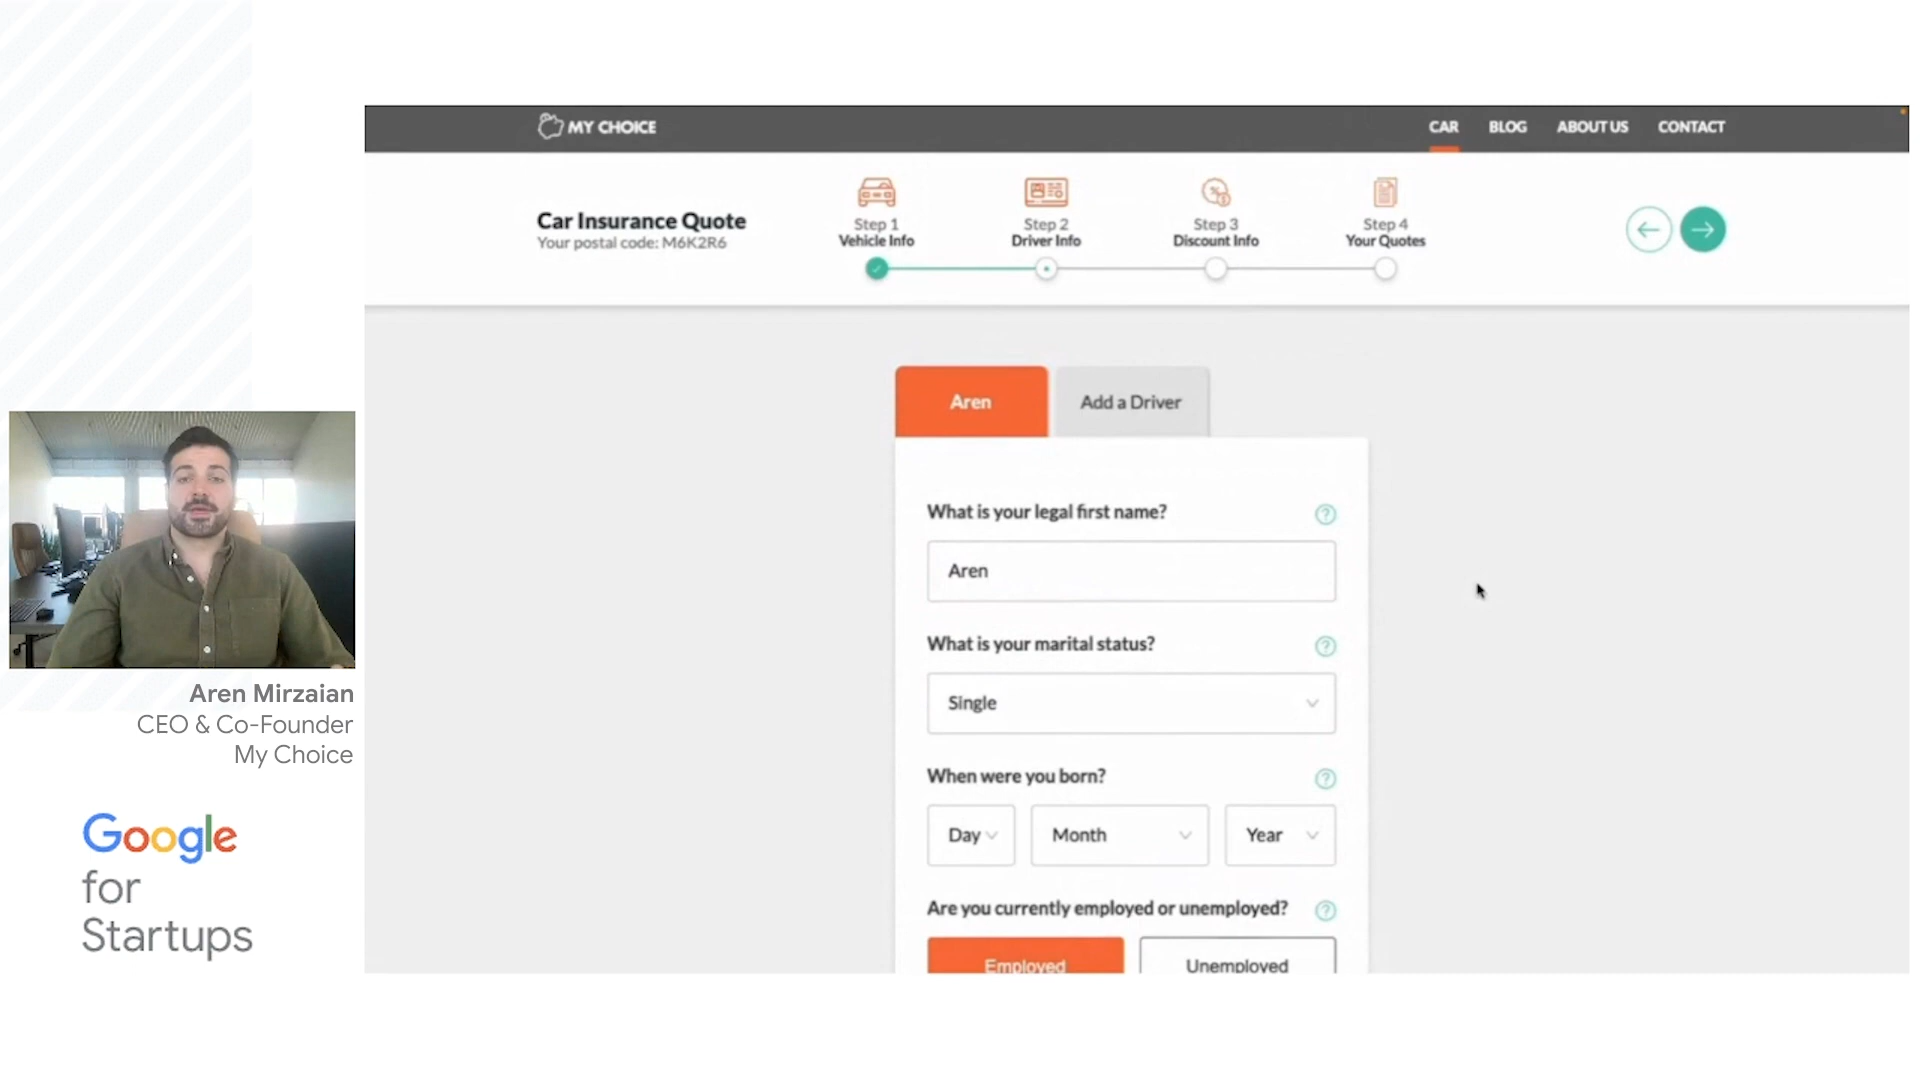 MY CHOICE
CAR
BLOG
ABOUT US
CONTACT
Car Insurance Quote
Your postal code: M6K2R6
Step 1
Vehicle Info
Step 2
Driver Info
Step 3
Discount Info
Step 4
Your Quotes
Aren
Add a Driver
What is your legal first name?
Aren
What is your marital status?
Single
When were you born?
Day
Month
Year
Are you currently employed or unemployed?
Employed
Unemployed
Aren Mirzaian
CEO & Co-Founder
My Choice
Google
for
Startups